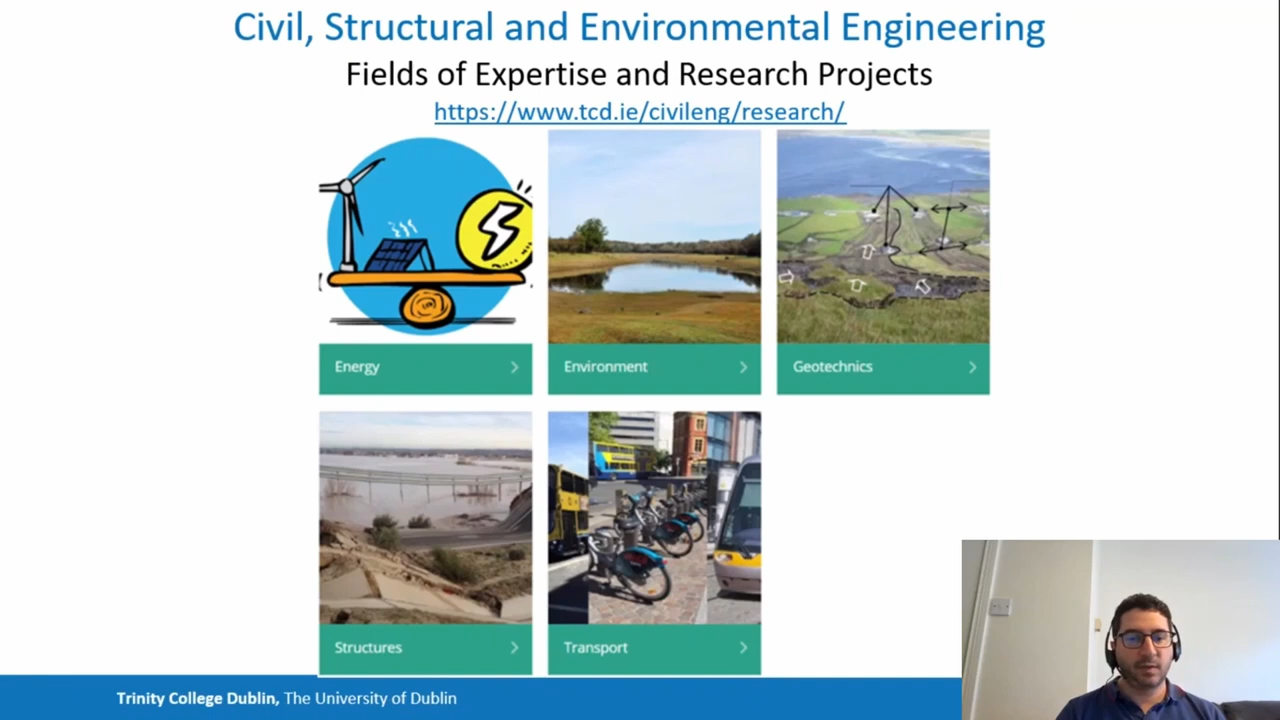 Civil, Structural and Environmental Engineering
Fields of Expertise and Research Projects
https://www.tcd.ie/civileng/research/
Energy
Environment
Geotechnics
Structures
Transport
Trinity College Dublin, The University of Dublin